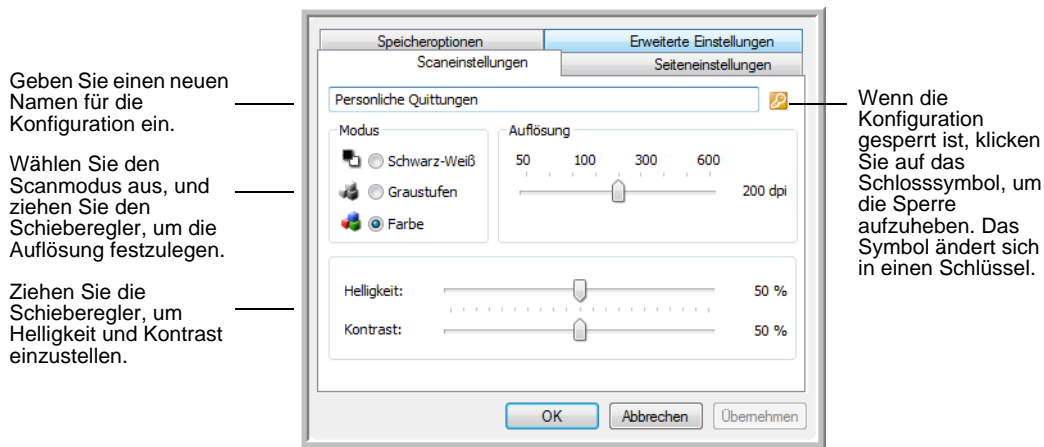 Geben Sie einen neuen
Namen für die
Konfiguration ein.
Wählen Sie den
Scanmodus aus, und
ziehen Sie den
Schieberegler, um die
Auflösung festzulegen.
Ziehen Sie die
Schieberegler, um
Helligkeit und Kontrast
einzustellen.
Speicheroptionen
Erweiterte Einstellungen
Scaneinstellungen
Seiteneinstellungen
Personliche Quittungen
Modus
Schwarz-Weiß
Graustufen
Farbe
Auflösung
50 100 300 600
200 dpi
Helligkeit: 50 %
Kontrast: 50 %
OK
Abbrechen
Übernehmen
Wenn die
Konfiguration
gesperrt ist, klicken
Sie auf das
Schlosssymbol, um
die Sperre
aufzuheben. Das
Symbol ändert sich
in einen Schlüssel.